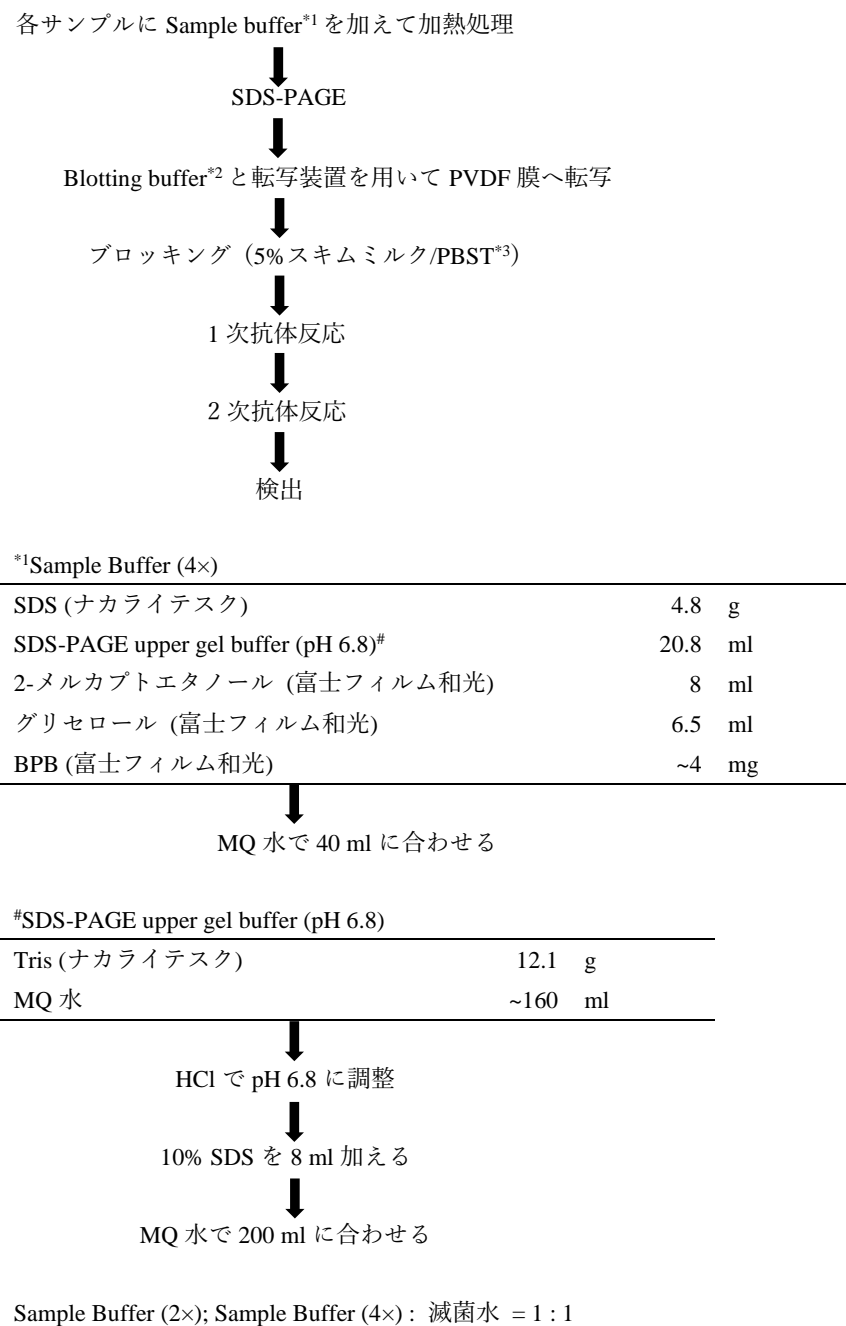 各サンプルに Sample buffer*1 を加えて加熱処理
SDS-PAGE
Blotting buffer*2 と転写装置を用いて PVDF 膜へ転写
ブロッキング（5%スキムミルク/PBST*3）
1 次抗体反応
2 次抗体反応
検出
*1Sample Buffer (4×)
SDS (ナカライテスク) 4.8 g
SDS-PAGE upper gel buffer (pH 6.8)# 20.8 ml
2-メルカプトエタノール (富士フィルム和光) 8 ml
グリセロール (富士フィルム和光) 6.5 ml
BPB (富士フィルム和光) ~4 mg
MQ 水で 40 ml に合わせる
#SDS-PAGE upper gel buffer (pH 6.8)
Tris (ナカライテスク) 12.1 g
MQ 水 ~160 ml
HCl で pH 6.8 に調整
10% SDS を 8 ml 加える
MQ 水で 200 ml に合わせる
Sample Buffer (2×); Sample Buffer (4×) : 滅菌水 = 1 : 1